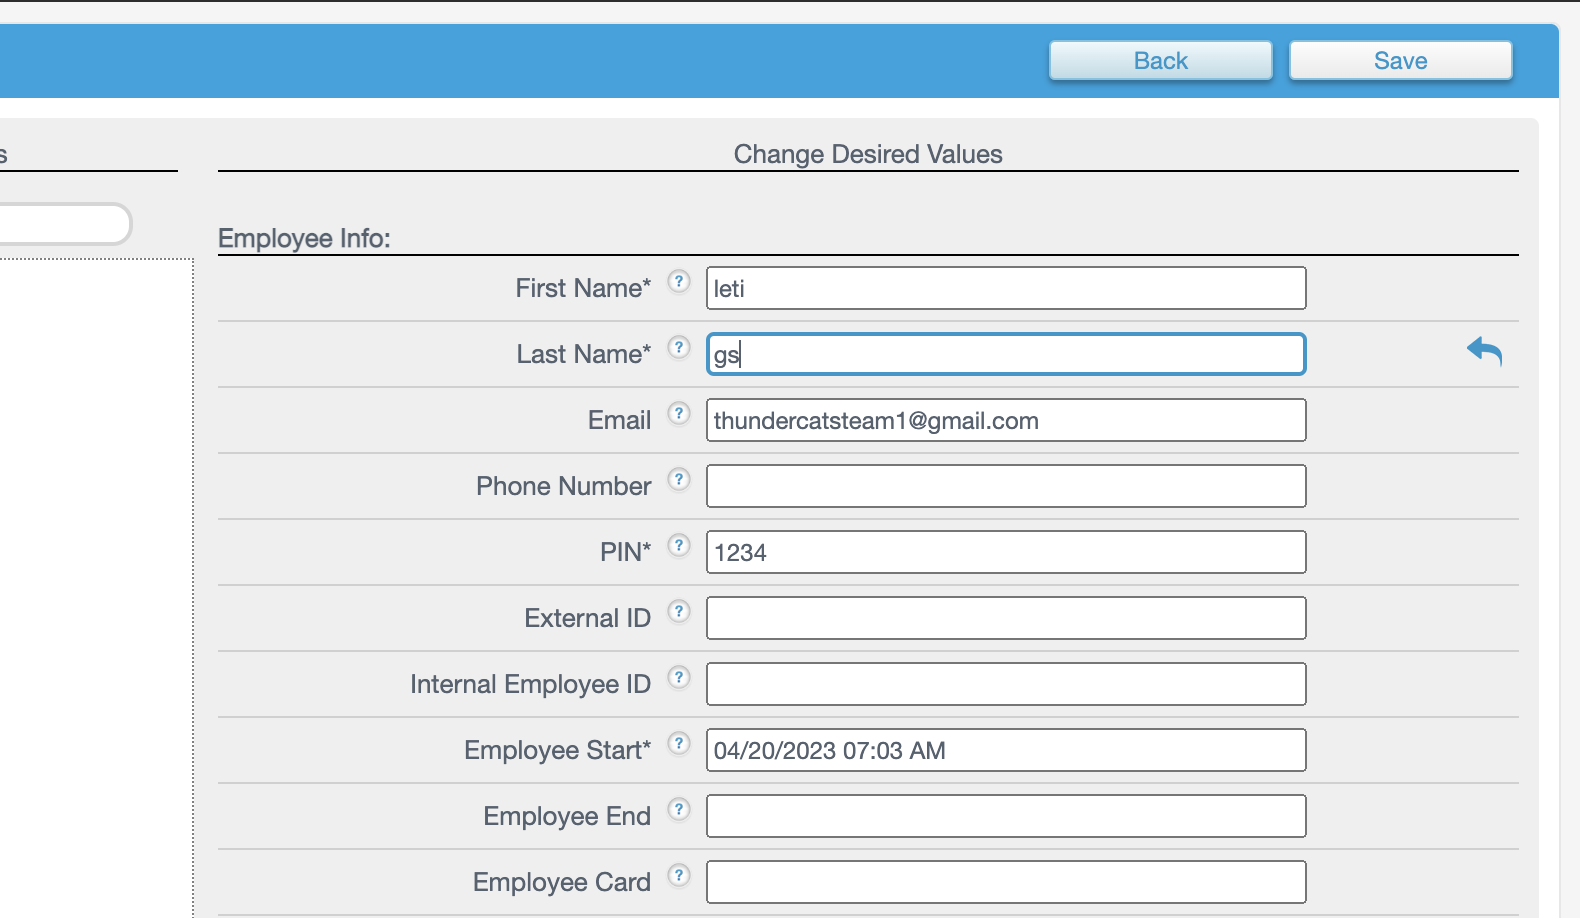 Back
Save
s
Change Desired Values
Employee Info:
First Name* ? leti
Last Name* ? gs
Email ? thundercatsteam1@gmail.com
Phone Number ?
PIN* ? 1234
External ID ?
Internal Employee ID ?
Employee Start* ? 04/20/2023 07:03 AM
Employee End ?
Employee Card ?